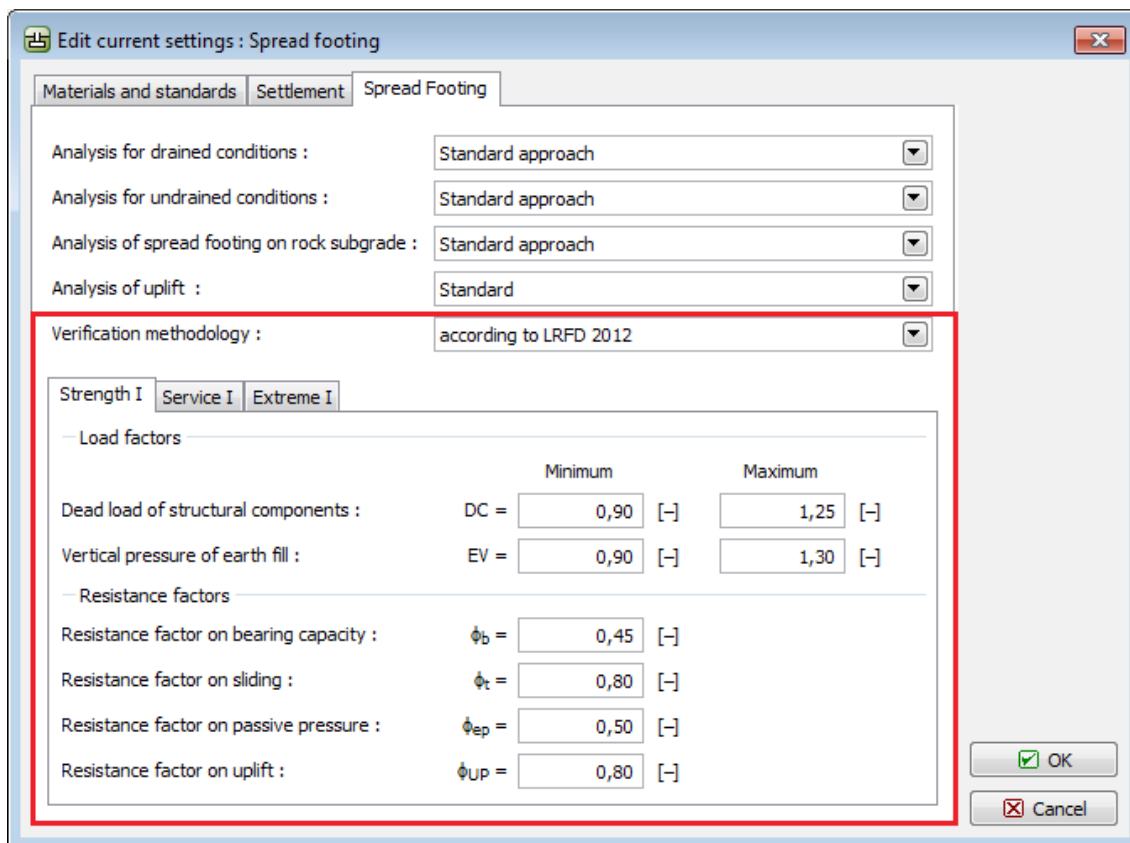 Edit current settings : Spread footing
Materials and standards Settlement Spread Footing
Analysis for drained conditions : Standard approach
Analysis for undrained conditions : Standard approach
Analysis of spread footing on rock subgrade : Standard approach
Analysis of uplift : Standard
Verification methodology : according to LRFD 2012
Strength I Service I Extreme I
Load factors
Minimum Maximum
Dead load of structural components : DC = 0,90 [–] 1,25 [–]
Vertical pressure of earth fill : EV = 0,90 [–] 1,30 [–]
Resistance factors
Resistance factor on bearing capacity : ϕb = 0,45 [–]
Resistance factor on sliding : ϕt = 0,80 [–]
Resistance factor on passive pressure : ϕep = 0,50 [–]
Resistance factor on uplift : ϕUP = 0,80 [–]
OK
Cancel